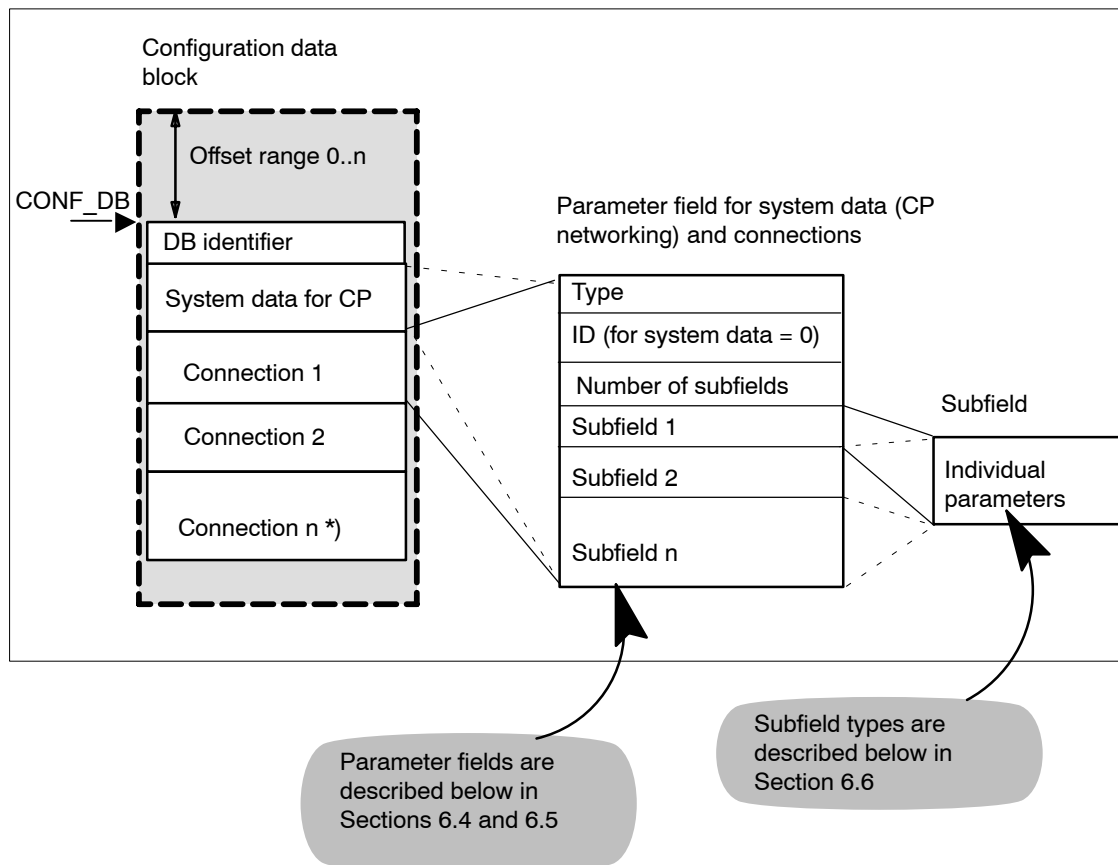 Configuration data
block
Offset range 0..n
CONF_DB
DB identifier
System data for CP
Connection 1
Connection 2
Connection n *)
Parameter field for system data (CP
networking) and connections
Type
ID (for system data = 0)
Number of subfields
Subfield 1
Subfield 2
Subfield n
Subfield
Individual
parameters
Parameter fields are
described below in
Sections 6.4 and 6.5
Subfield types are
described below in
Section 6.6